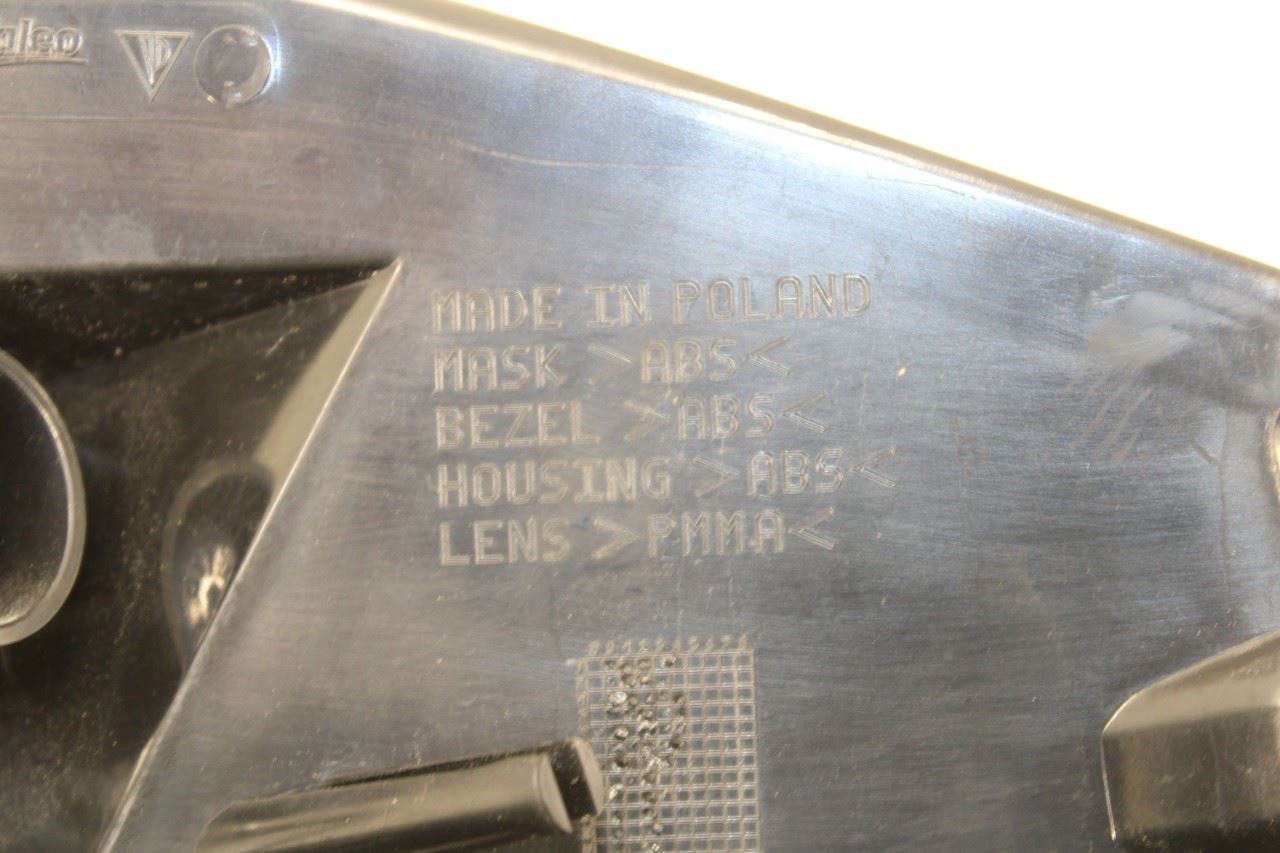 MADE IN POLAND
MASK >ABS<
BEZEL >ABS<
HOUSING >ABS<
LENS >PMMA<